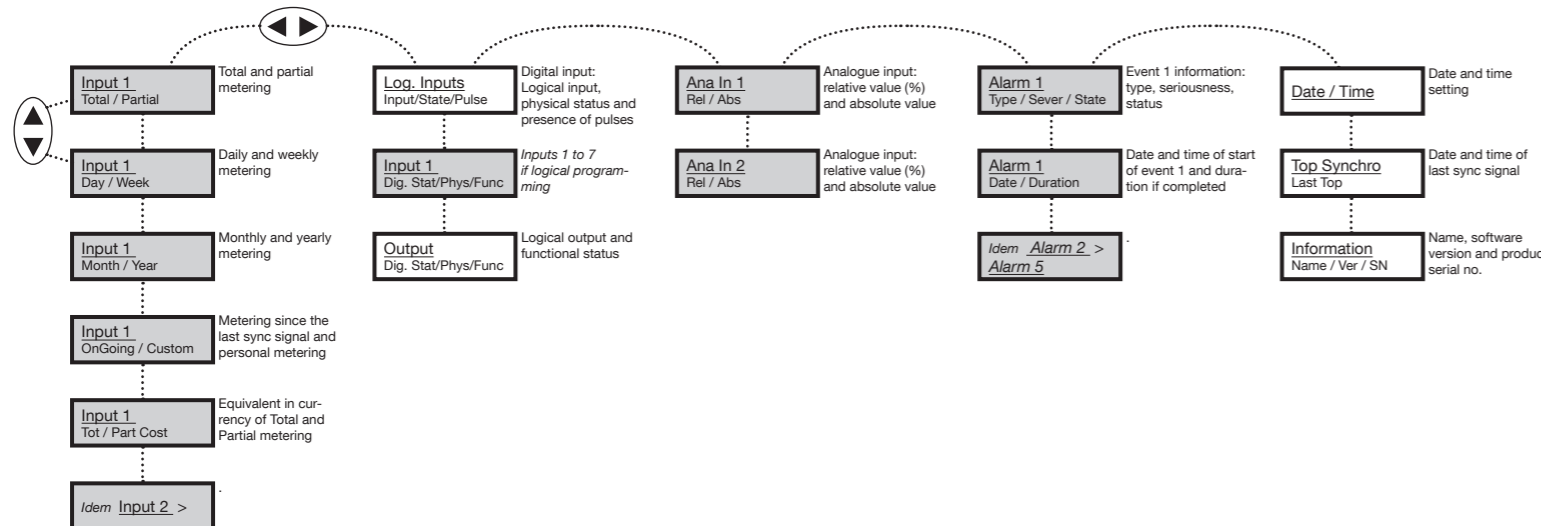 Input 1
Total / Partial
Total and partial
metering
Input 1
Day / Week
Daily and weekly
metering
Input 1
Month / Year
Monthly and yearly
metering
Input 1
OnGoing / Custom
Metering since the
last sync signal and
personal metering
Input 1
Tot / Part Cost
Equivalent in cur-
rency of Total and
Partial metering
Idem Input 2 >
.
Log. Inputs
Input/State/Pulse
Digital input:
Logical input,
physical status and
presence of pulses
Input 1
Dig. Stat/Phys/Func
Inputs 1 to 7
if logical program-
ming
Output
Dig. Stat/Phys/Func
Logical output and
functional status
Ana In 1
Rel / Abs
Analogue input:
relative value (%)
and absolute value
Ana In 2
Rel / Abs
Analogue input:
relative value (%)
and absolute value
Alarm 1
Type / Sever / State
Event 1 information:
type, seriousness,
status
Alarm 1
Date / Duration
Date and time of start
of event 1 and dura-
tion if completed
Idem Alarm 2 >
Alarm 5
.
Date / Time
Date and time
setting
Top Synchro
Last Top
Date and time of
last sync signal
Information
Name / Ver / SN
Name, software
version and produc
serial no.